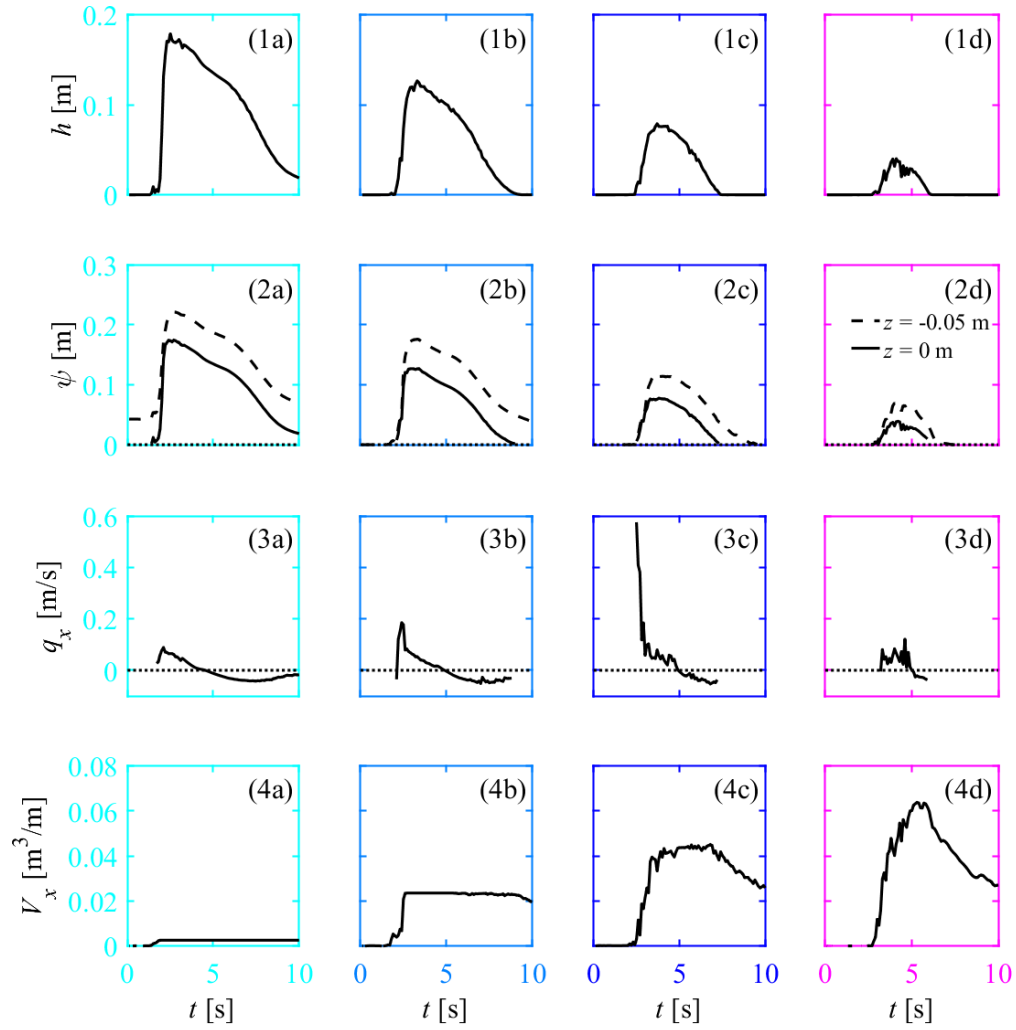 0.2
(1a)
(1b)
(1c)
(1d)
h [m]
0.1
0
0.3
(2a)
(2b)
(2c)
(2d)
0.2
z = -0.05 m
z = 0 m
ψ [m]
0.1
0
0.6
(3a)
(3b)
(3c)
(3d)
0.4
q_x [m/s]
0.2
0
0.08
(4a)
(4b)
(4c)
(4d)
0.06
V_x [m³/m]
0.04
0.02
0
0 5 10 0 5 10 0 5 10 0 5 10
t [s] t [s] t [s] t [s]